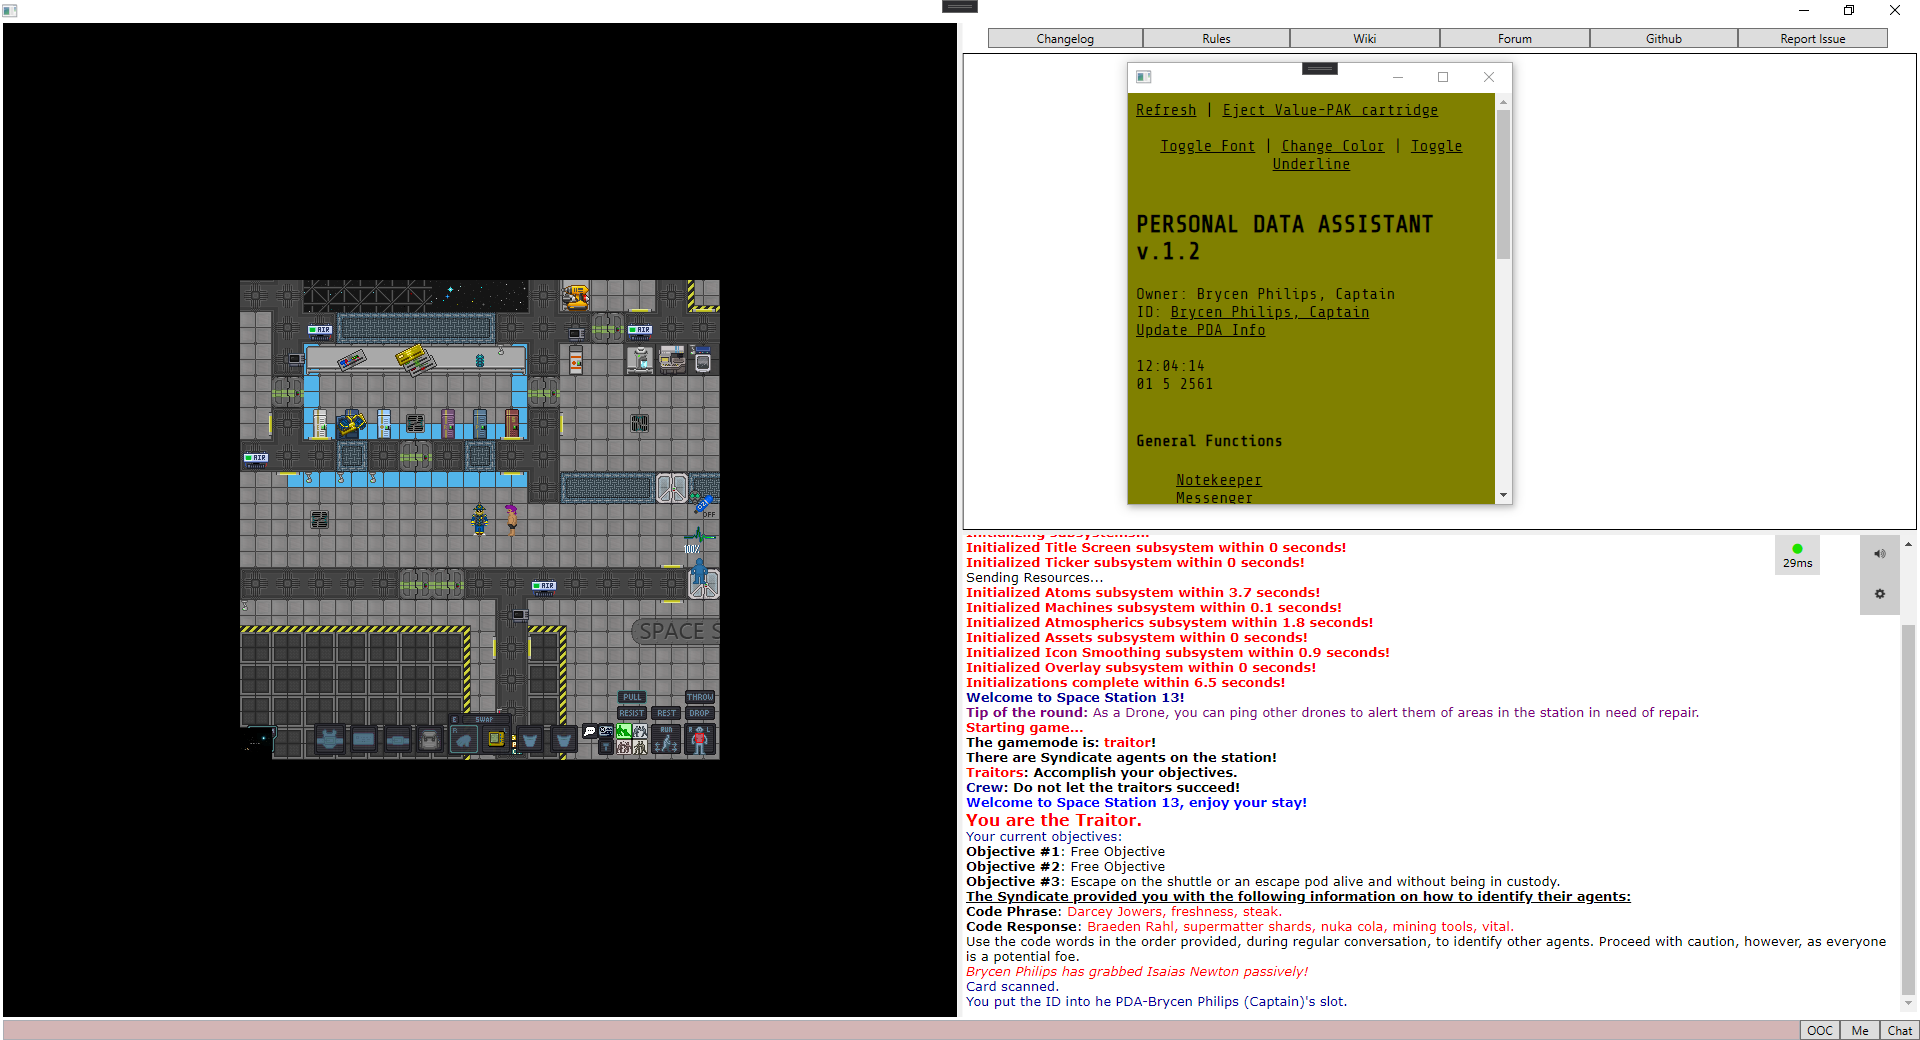 Changelog
Rules
Wiki
Forum
Github
Report Issue
Refresh | Eject Value-PAK cartridge
Toggle Font | Change Color | Toggle
Underline
PERSONAL DATA ASSISTANT
v.1.2
Owner: Brycen Philips, Captain
ID: Brycen Philips, Captain
Update PDA Info
12:04:14
01 5 2561
General Functions
Notekeeper
Messenger
AIR
AIR
AIR
OFF
100%
AIR
SPACE S
PULL
THROW
RESIST
REST
DROP
SWAP
RUN
R
L
Initializing subsystems...
Initialized Title Screen subsystem within 0 seconds!
Initialized Ticker subsystem within 0 seconds!
Sending Resources...
Initialized Atoms subsystem within 3.7 seconds!
Initialized Machines subsystem within 0.1 seconds!
Initialized Atmospherics subsystem within 1.8 seconds!
Initialized Assets subsystem within 0 seconds!
Initialized Icon Smoothing subsystem within 0.9 seconds!
Initialized Overlay subsystem within 0 seconds!
Initializations complete within 6.5 seconds!
Welcome to Space Station 13!
Tip of the round: As a Drone, you can ping other drones to alert them of areas in the station in need of repair.
Starting game...
The gamemode is: traitor!
There are Syndicate agents on the station!
Traitors: Accomplish your objectives.
Crew: Do not let the traitors succeed!
Welcome to Space Station 13, enjoy your stay!
You are the Traitor.
Your current objectives:
Objective #1: Free Objective
Objective #2: Free Objective
Objective #3: Escape on the shuttle or an escape pod alive and without being in custody.
The Syndicate provided you with the following information on how to identify their agents:
Code Phrase: Darcey Jowers, freshness, steak.
Code Response: Braeden Rahl, supermatter shards, nuka cola, mining tools, vital.
Use the code words in the order provided, during regular conversation, to identify other agents. Proceed with caution, however, as everyone
is a potential foe.
Brycen Philips has grabbed Isaias Newton passively!
Card scanned.
You put the ID into he PDA-Brycen Philips (Captain)'s slot.
29ms
OOC
Me
Chat